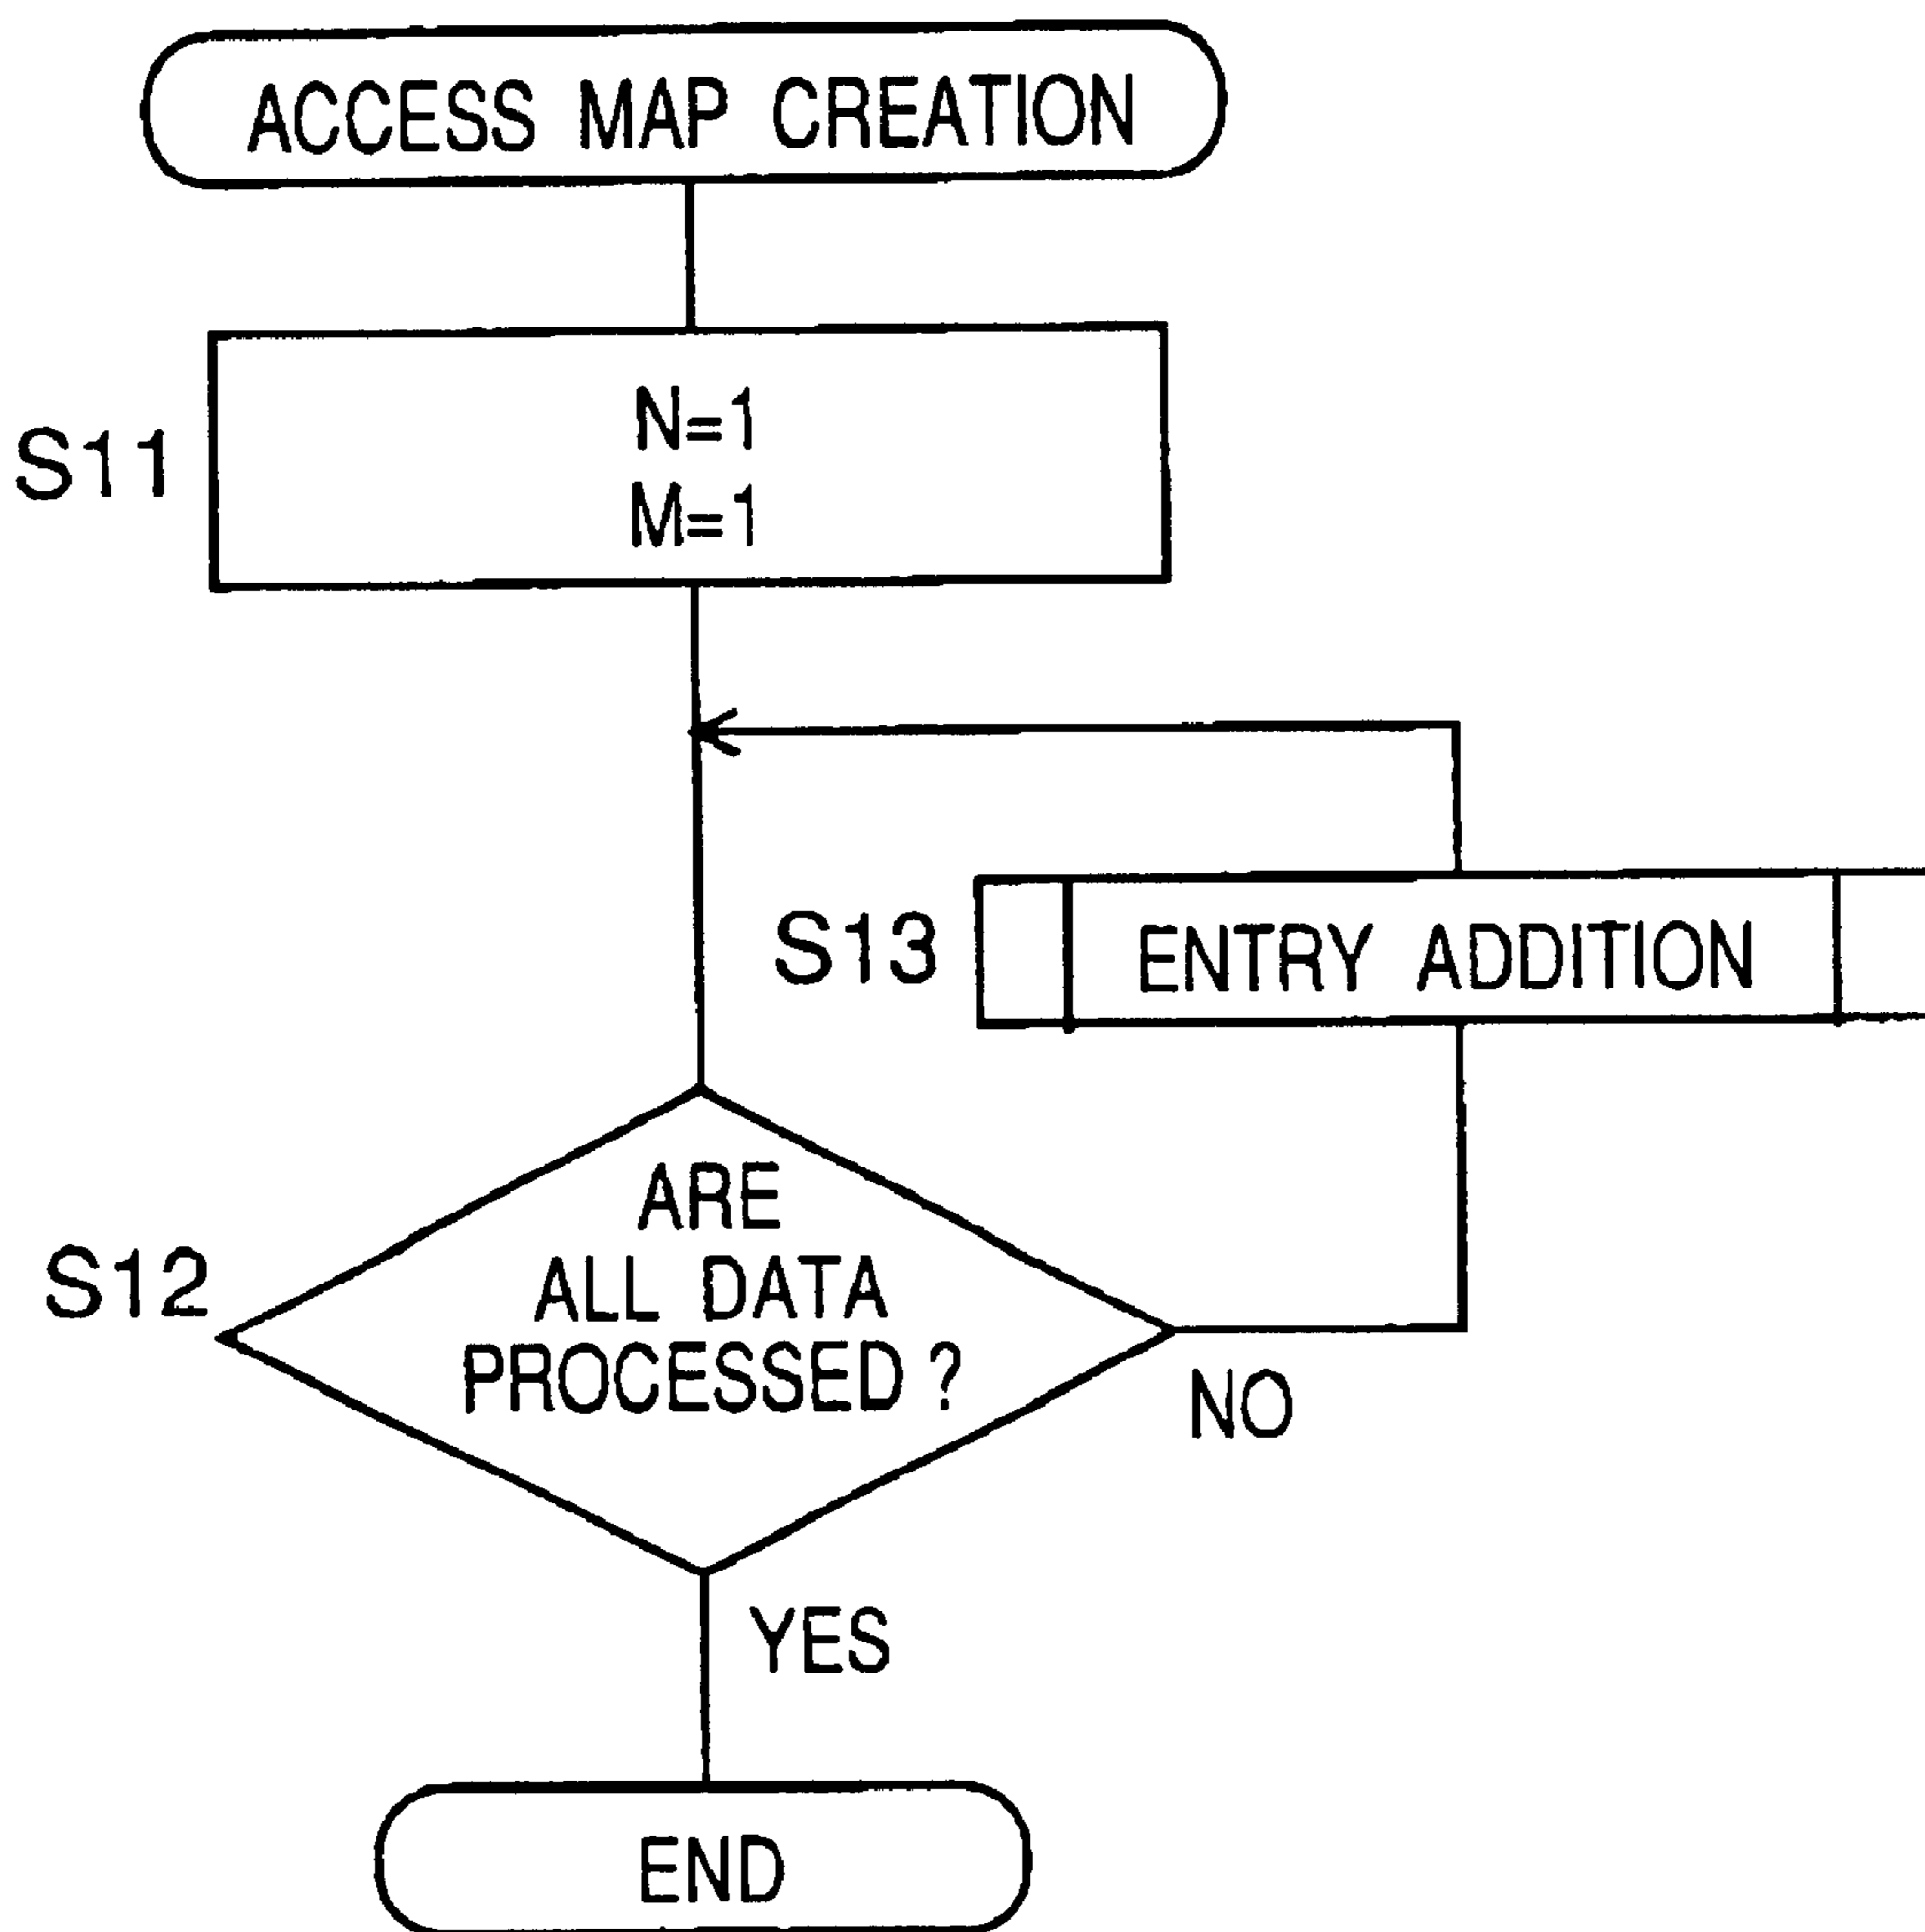 ACCESS MAP CREATION
S11
N=1
M=1
S13
ENTRY ADDITION
S12
ARE
ALL DATA
PROCESSED ?
NO
YES
END